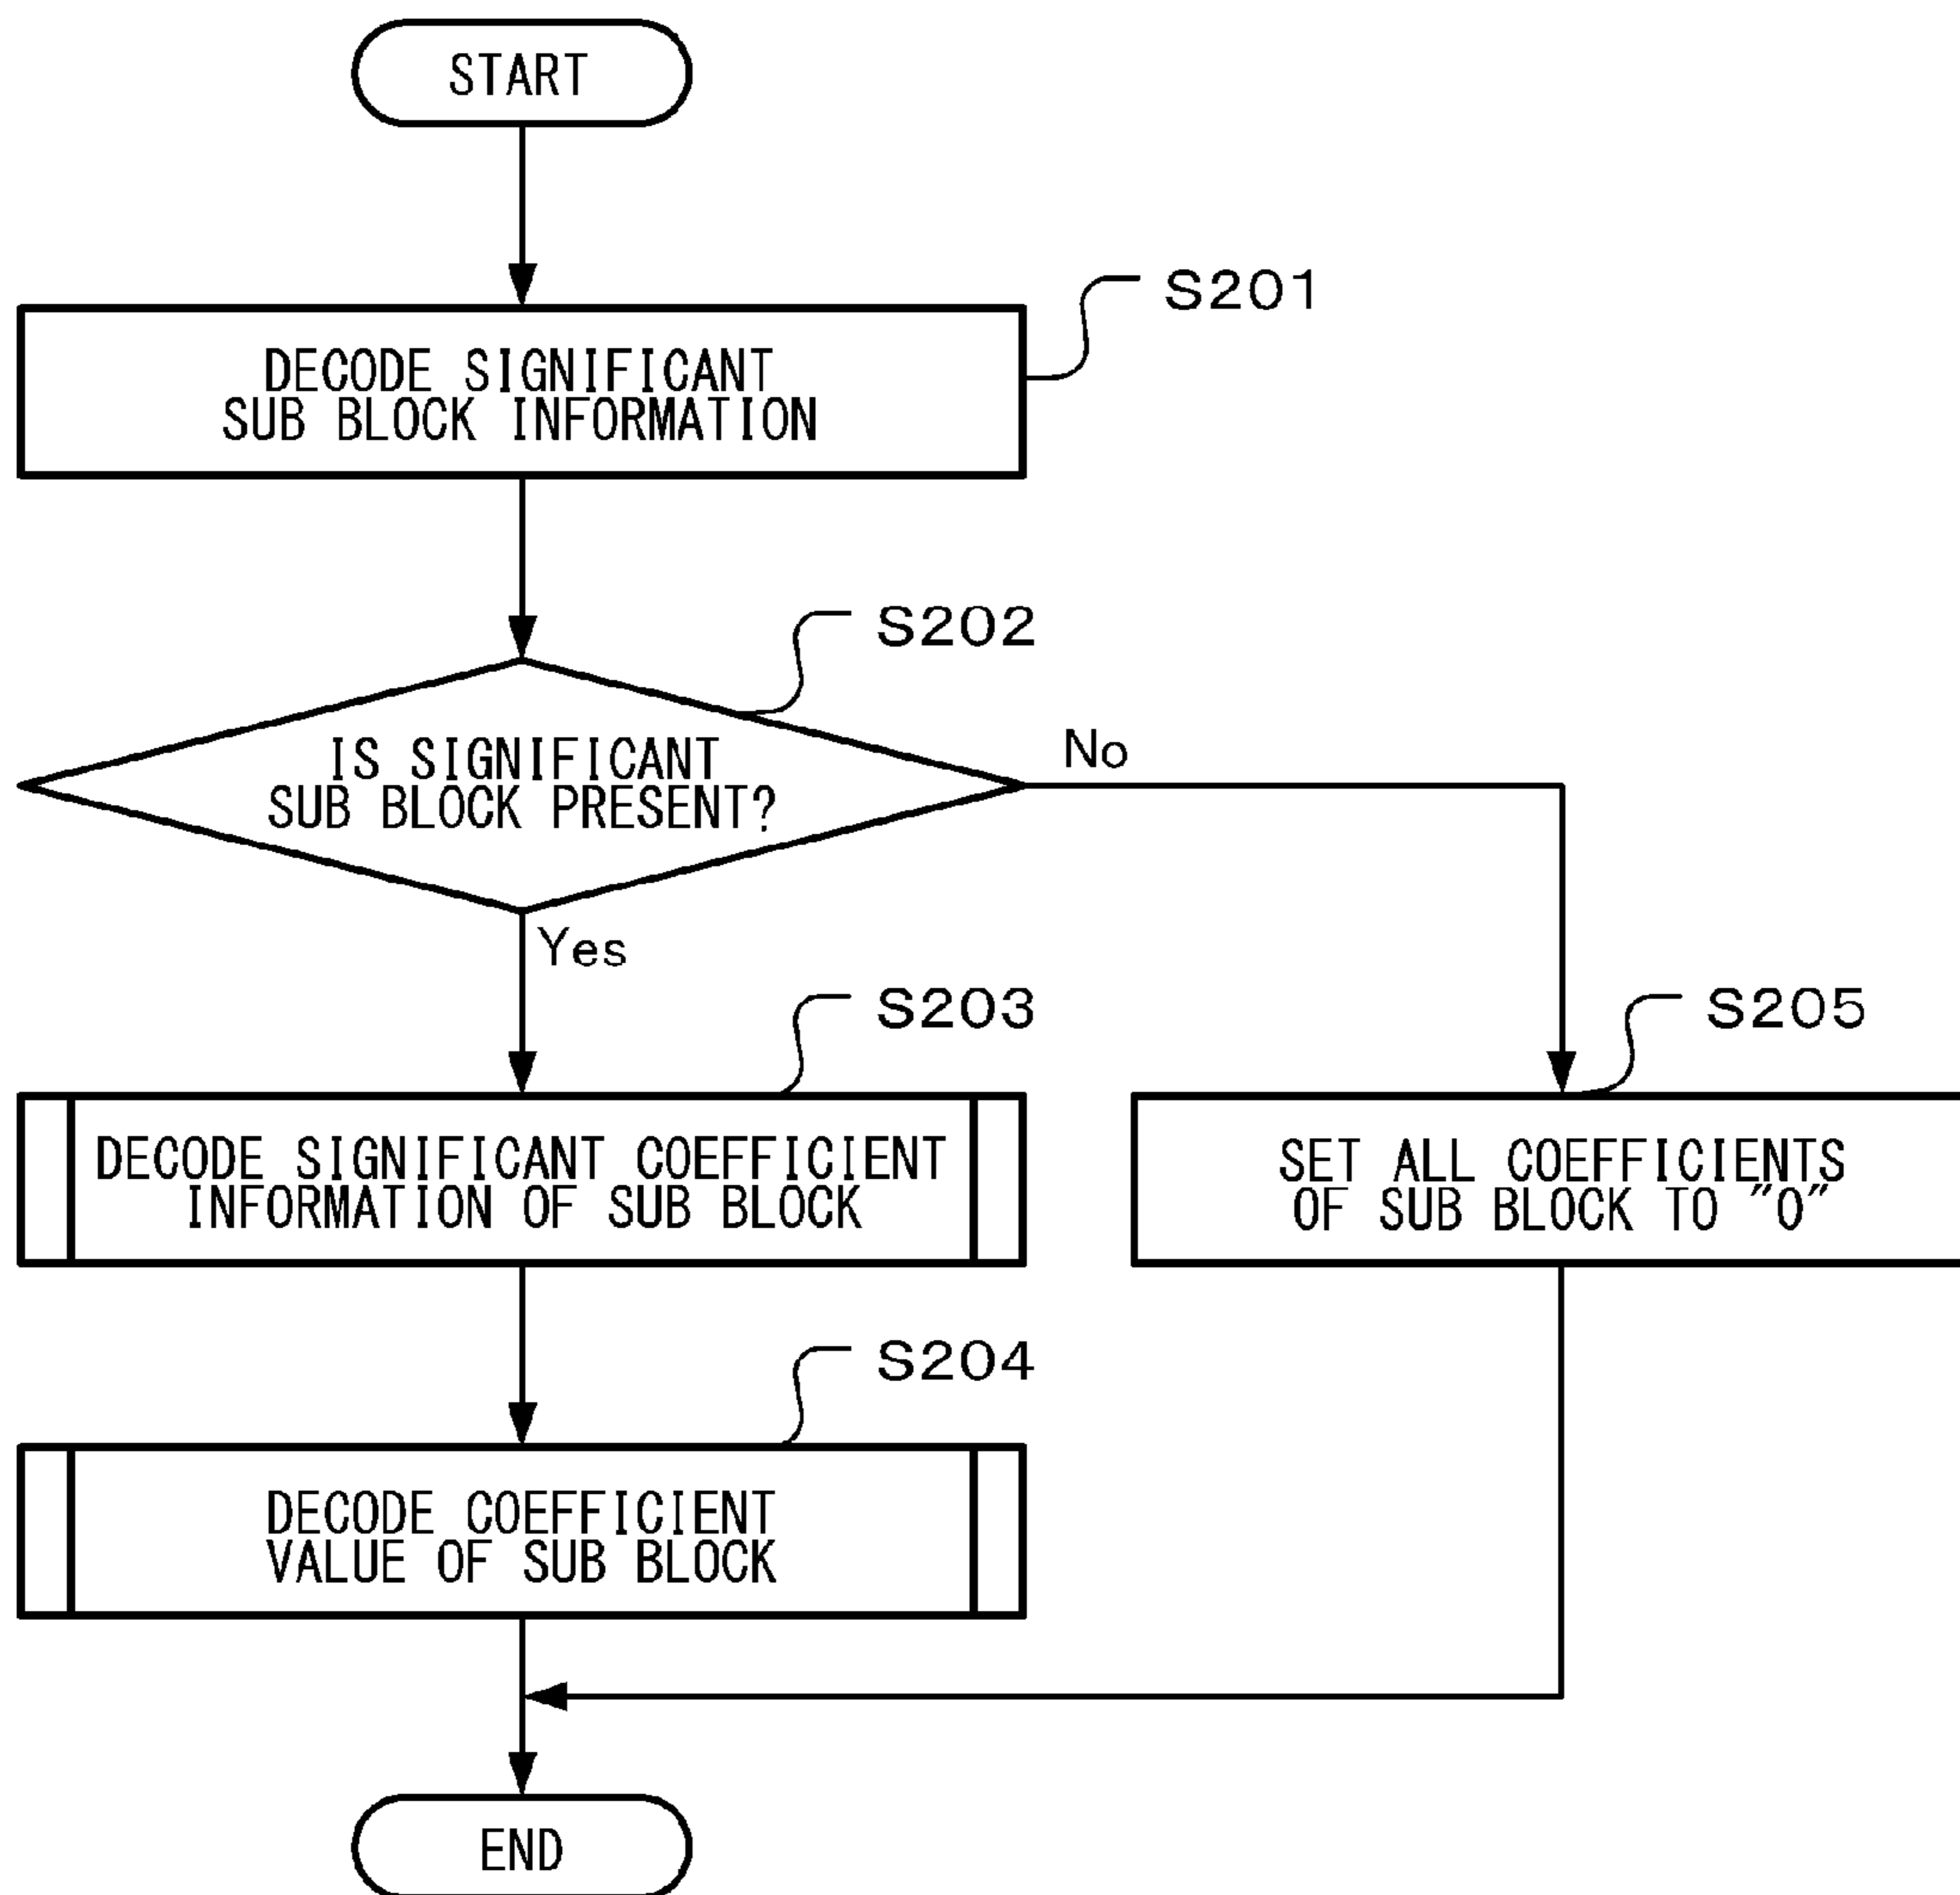 START
S201
DECODE SIGNIFICANT
SUB BLOCK INFORMATION
S202
IS SIGNIFICANT
SUB BLOCK PRESENT?
No
Yes
S203
S205
DECODE SIGNIFICANT COEFFICIENT
INFORMATION OF SUB BLOCK
SET ALL COEFFICIENTS
OF SUB BLOCK TO "0"
S204
DECODE COEFFICIENT
VALUE OF SUB BLOCK
END